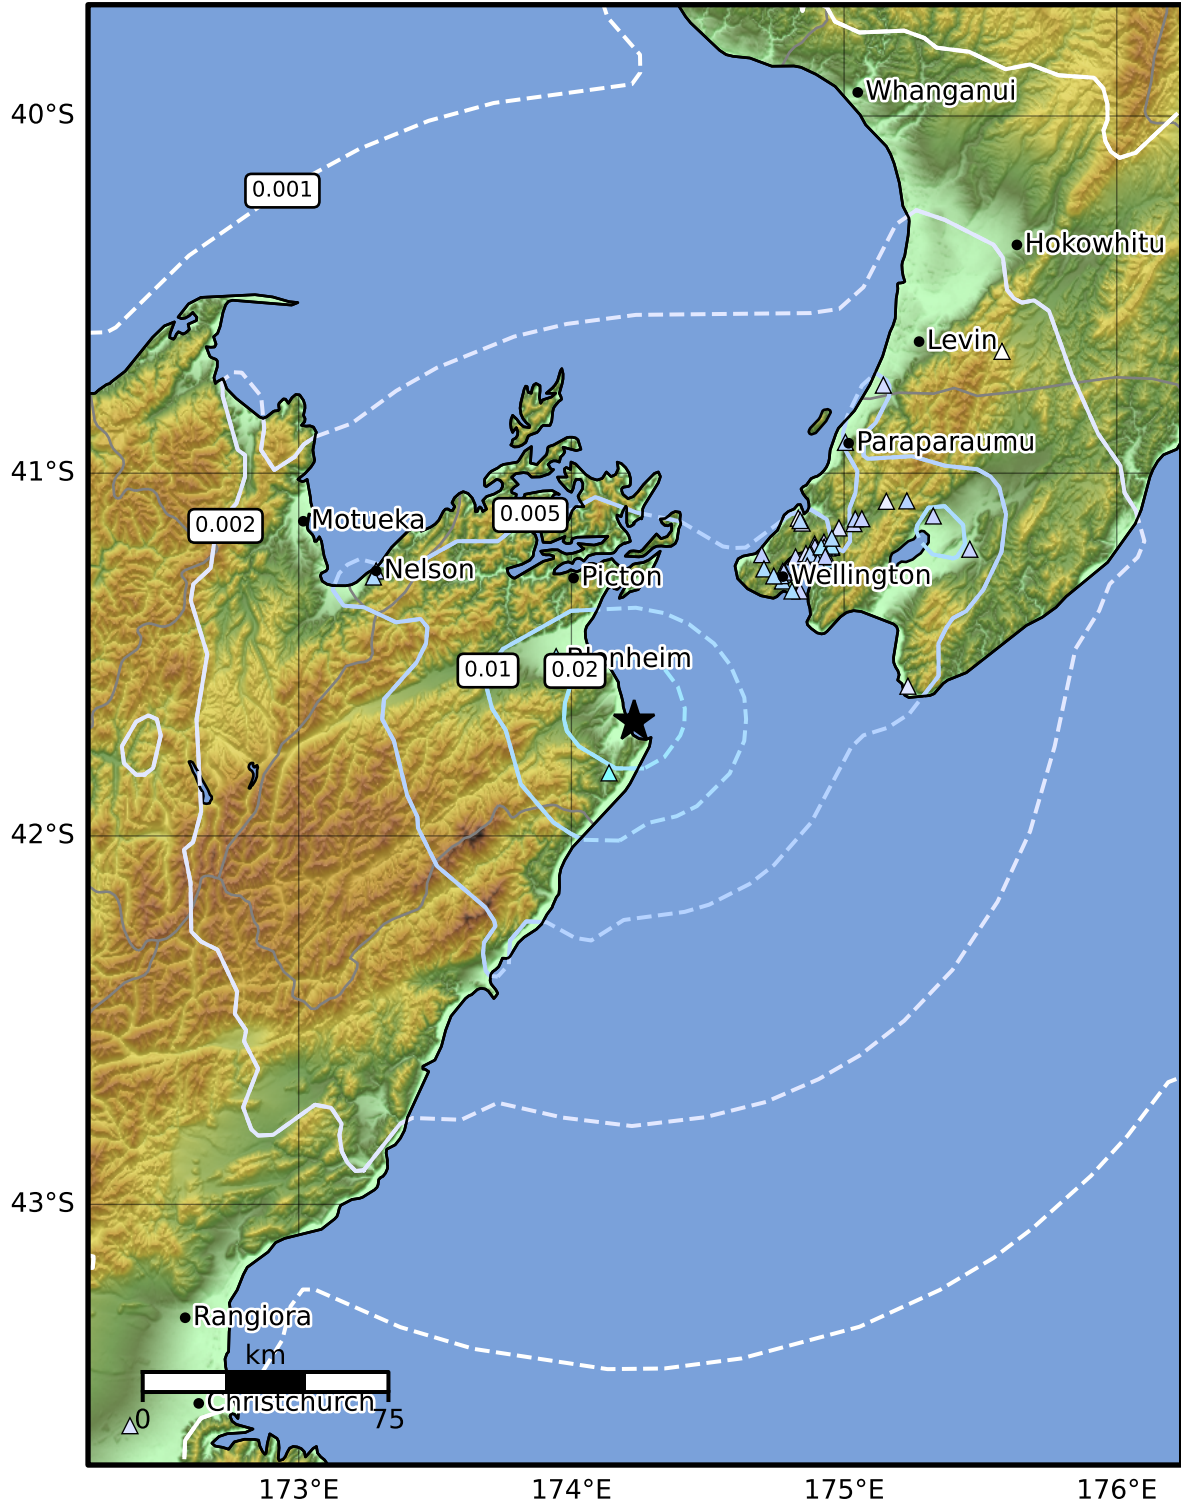 Whanganui
40°S
0.001
Hokowhitu
Levin
Paraparaumu
41°S
0.005
Motueka
0.002
Nelson
Picton
Wellington
Blenheim
0.01
0.02
42°S
43°S
Rangiora
km
Christchurch
0
75
173°E
174°E
175°E
176°E